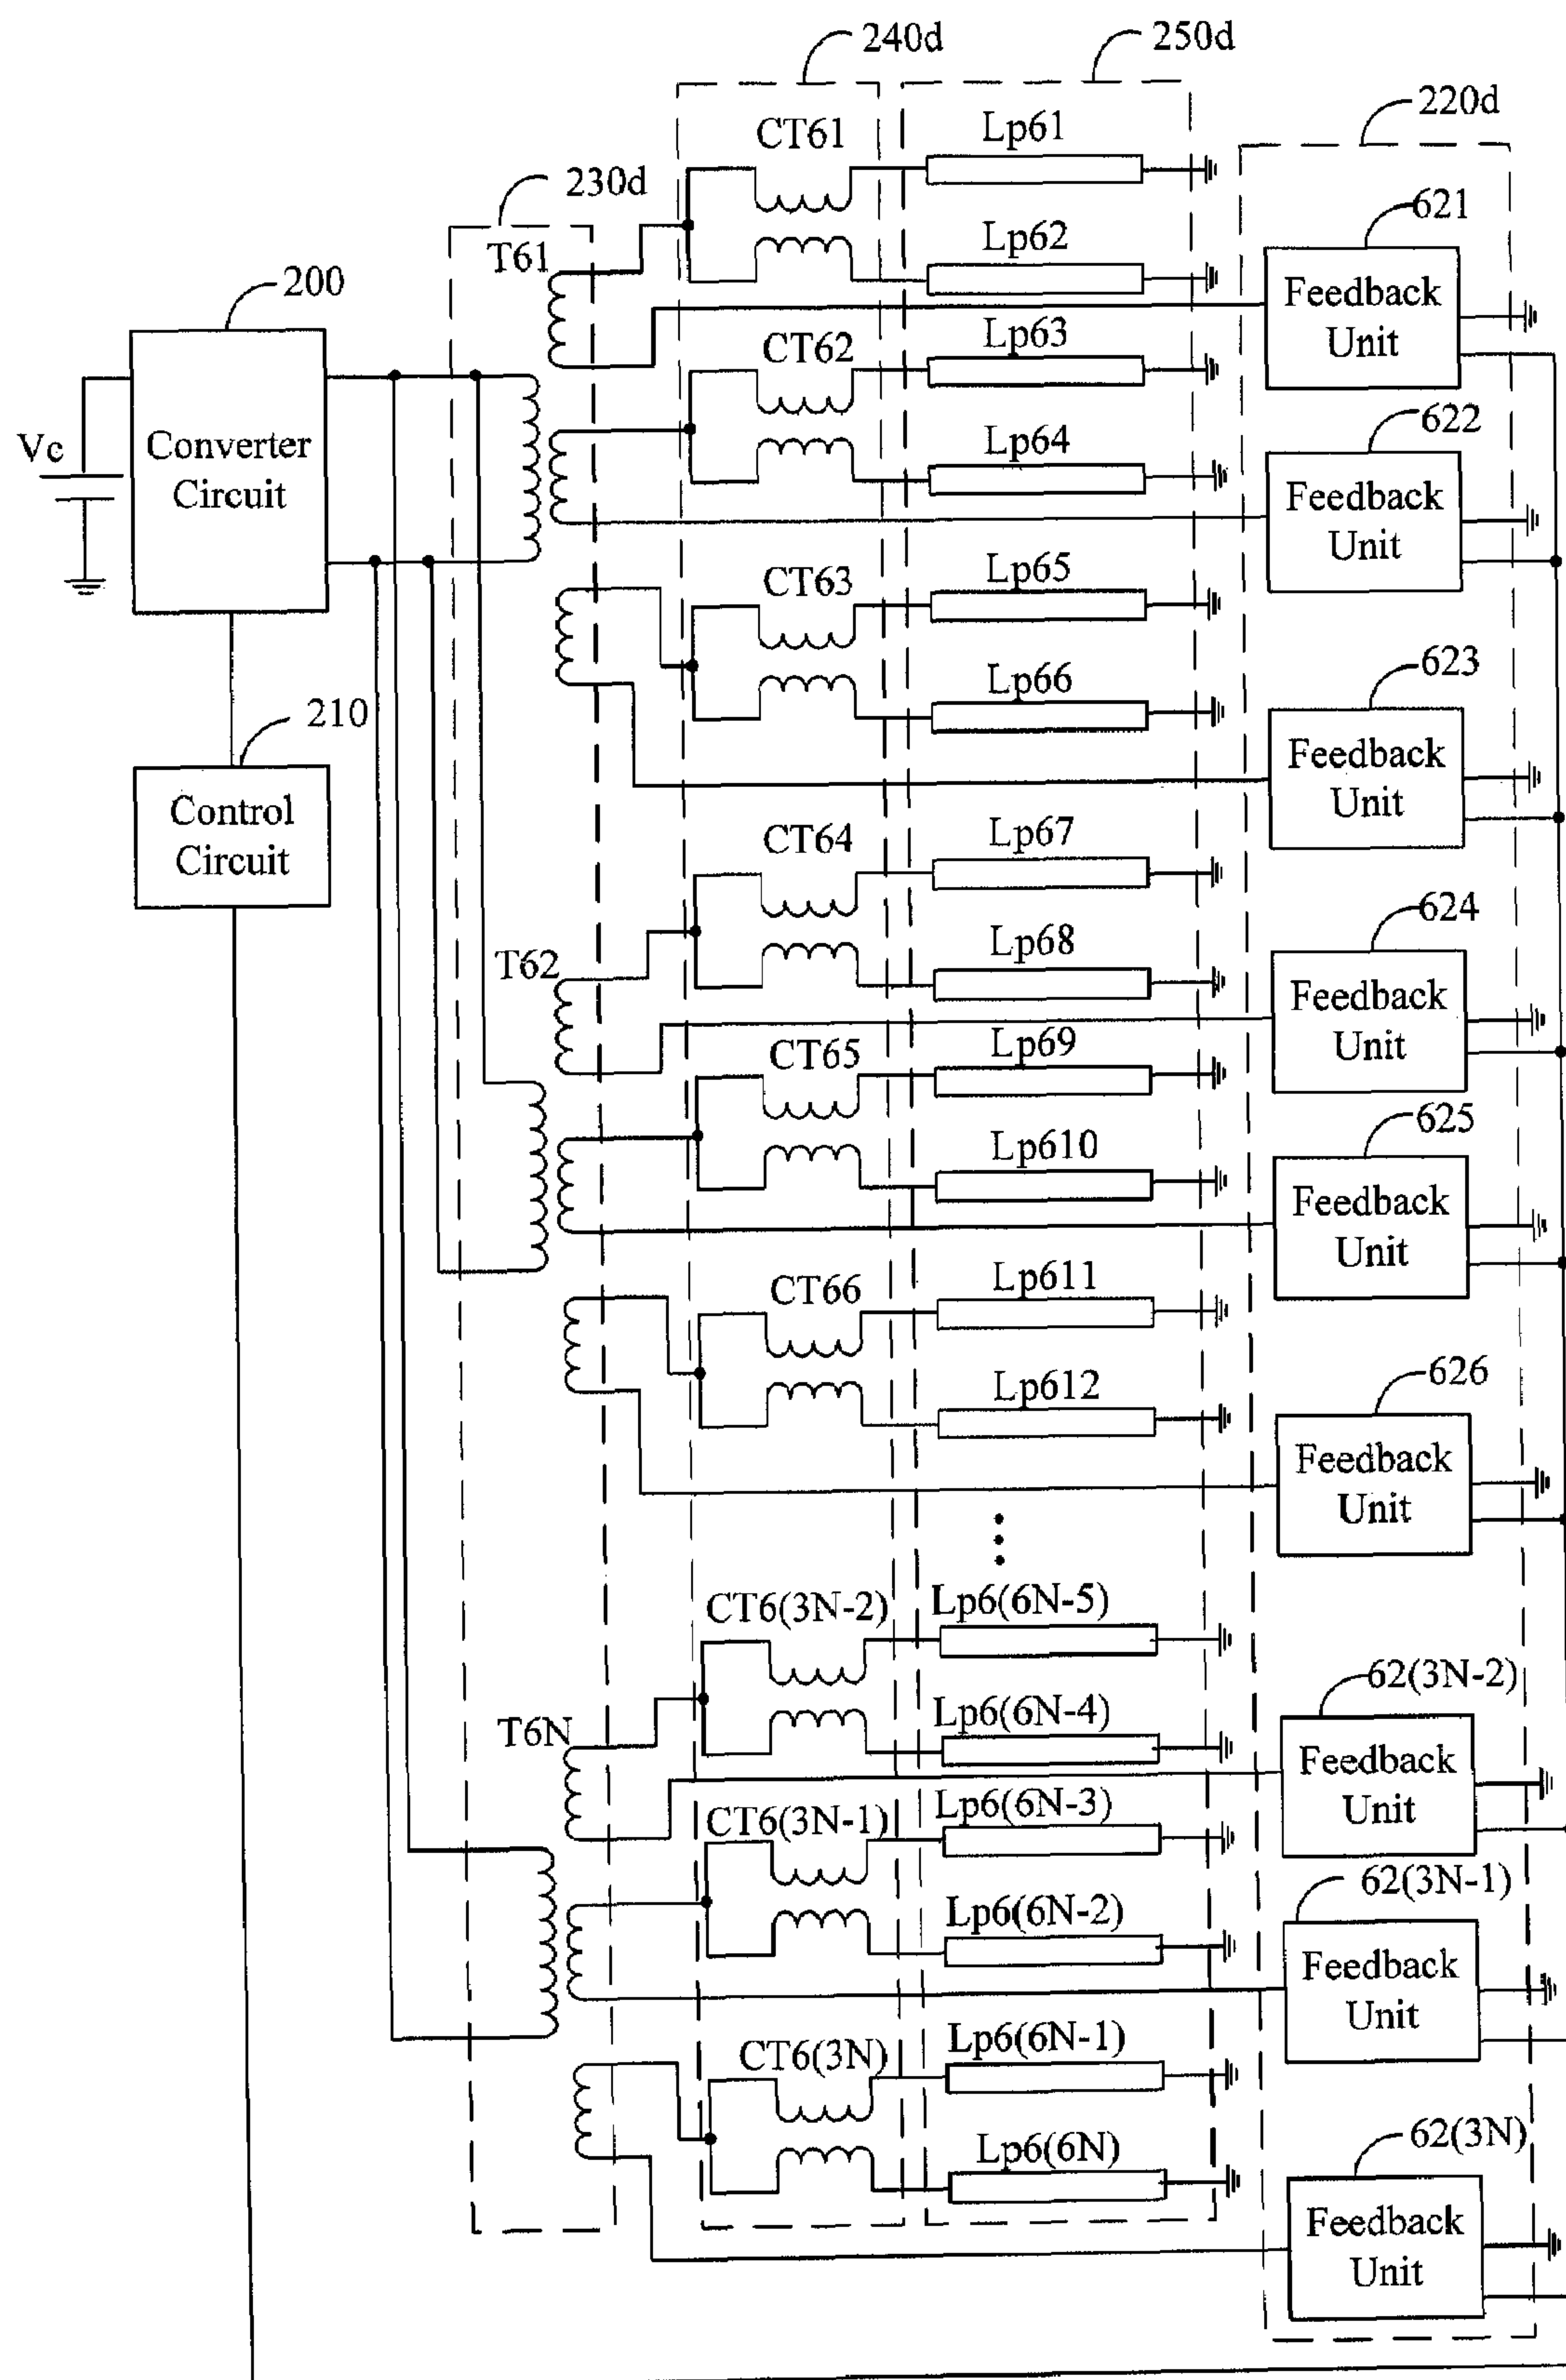 240d
250d
220d
CT61
Lp61
230d
621
T61
Lp62
200
Feedback
Unit
CT62
Lp63
622
Vc
Converter
Circuit
Lp64
Feedback
Unit
CT63
Lp65
623
Lp66
210
Feedback
Unit
Control
Circuit
CT64
Lp67
624
T62
Lp68
Feedback
Unit
CT65
Lp69
625
Lp610
Feedback
Unit
CT66
Lp611
626
Lp612
Feedback
Unit
CT6(3N-2)
Lp6(6N-5)
62(3N-2)
T6N
Lp6(6N-4)
Feedback
Unit
CT6(3N-1)
Lp6(6N-3)
62(3N-1)
Lp6(6N-2)
Feedback
Unit
CT6(3N)
Lp6(6N-1)
62(3N)
Lp6(6N)
Feedback
Unit